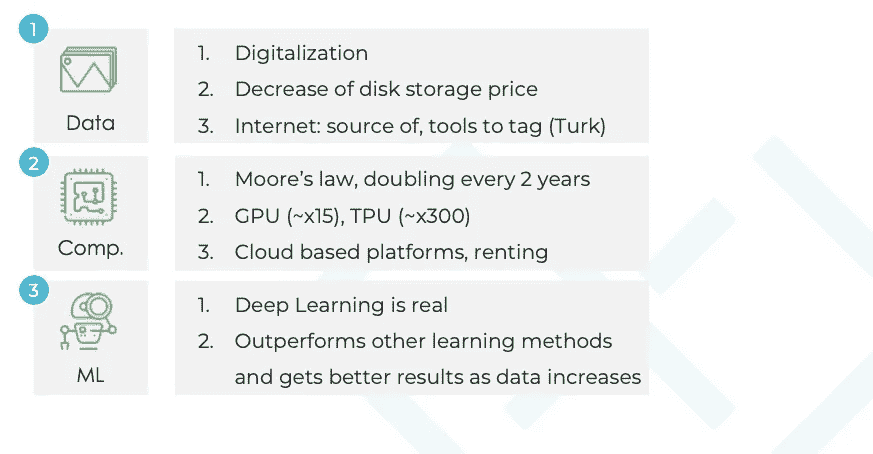 1
Data
1. Digitalization
2. Decrease of disk storage price
3. Internet: source of, tools to tag (Turk)
2
Comp.
1. Moore's law, doubling every 2 years
2. GPU (~x15), TPU (~x300)
3. Cloud based platforms, renting
3
ML
1. Deep Learning is real
2. Outperforms other learning methods
and gets better results as data increases